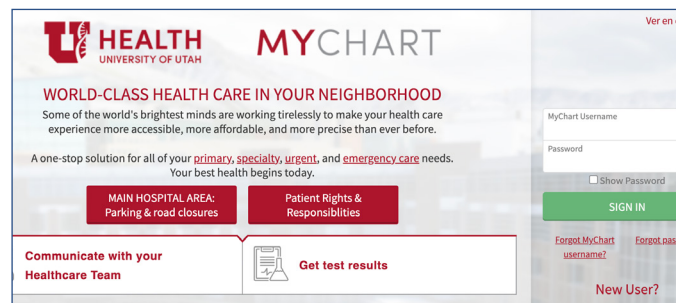 HEALTH
UNIVERSITY OF UTAH
MYCHART
Ver en
WORLD-CLASS HEALTH CARE IN YOUR NEIGHBORHOOD
Some of the world's brightest minds are working tirelessly to make your health care
experience more accessible, more affordable, and more precise than ever before.
A one-stop solution for all of your primary, specialty, urgent, and emergency care needs.
Your best health begins today.
MAIN HOSPITAL AREA:
Parking & road closures
Patient Rights &
Responsiblities
Communicate with your
Healthcare Team
Get test results
MyChart Username
Password
Show Password
SIGN IN
Forgot MyChart
username?
Forgot pas
New User?